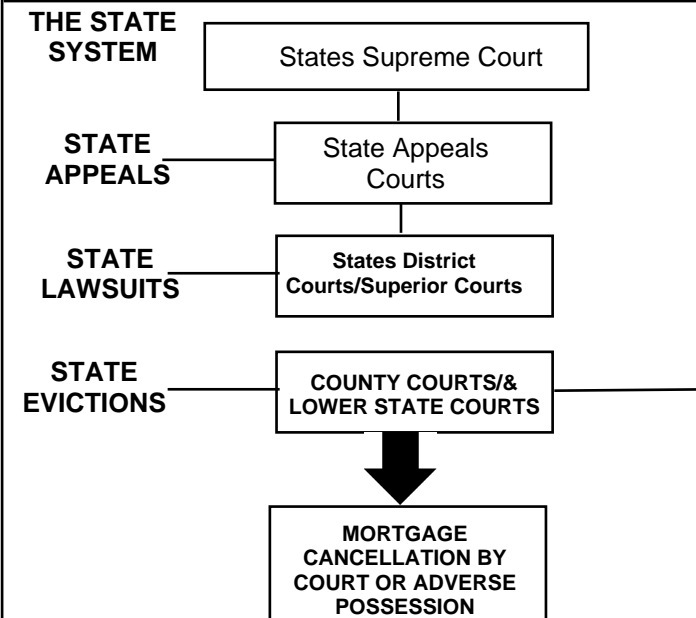 THE STATE
SYSTEM
States Supreme Court
STATE
APPEALS
State Appeals
Courts
STATE
LAWSUITS
States District
Courts/Superior Courts
STATE
EVICTIONS
COUNTY COURTS/&
LOWER STATE COURTS
MORTGAGE
CANCELLATION BY
COURT OR ADVERSE
POSSESSION